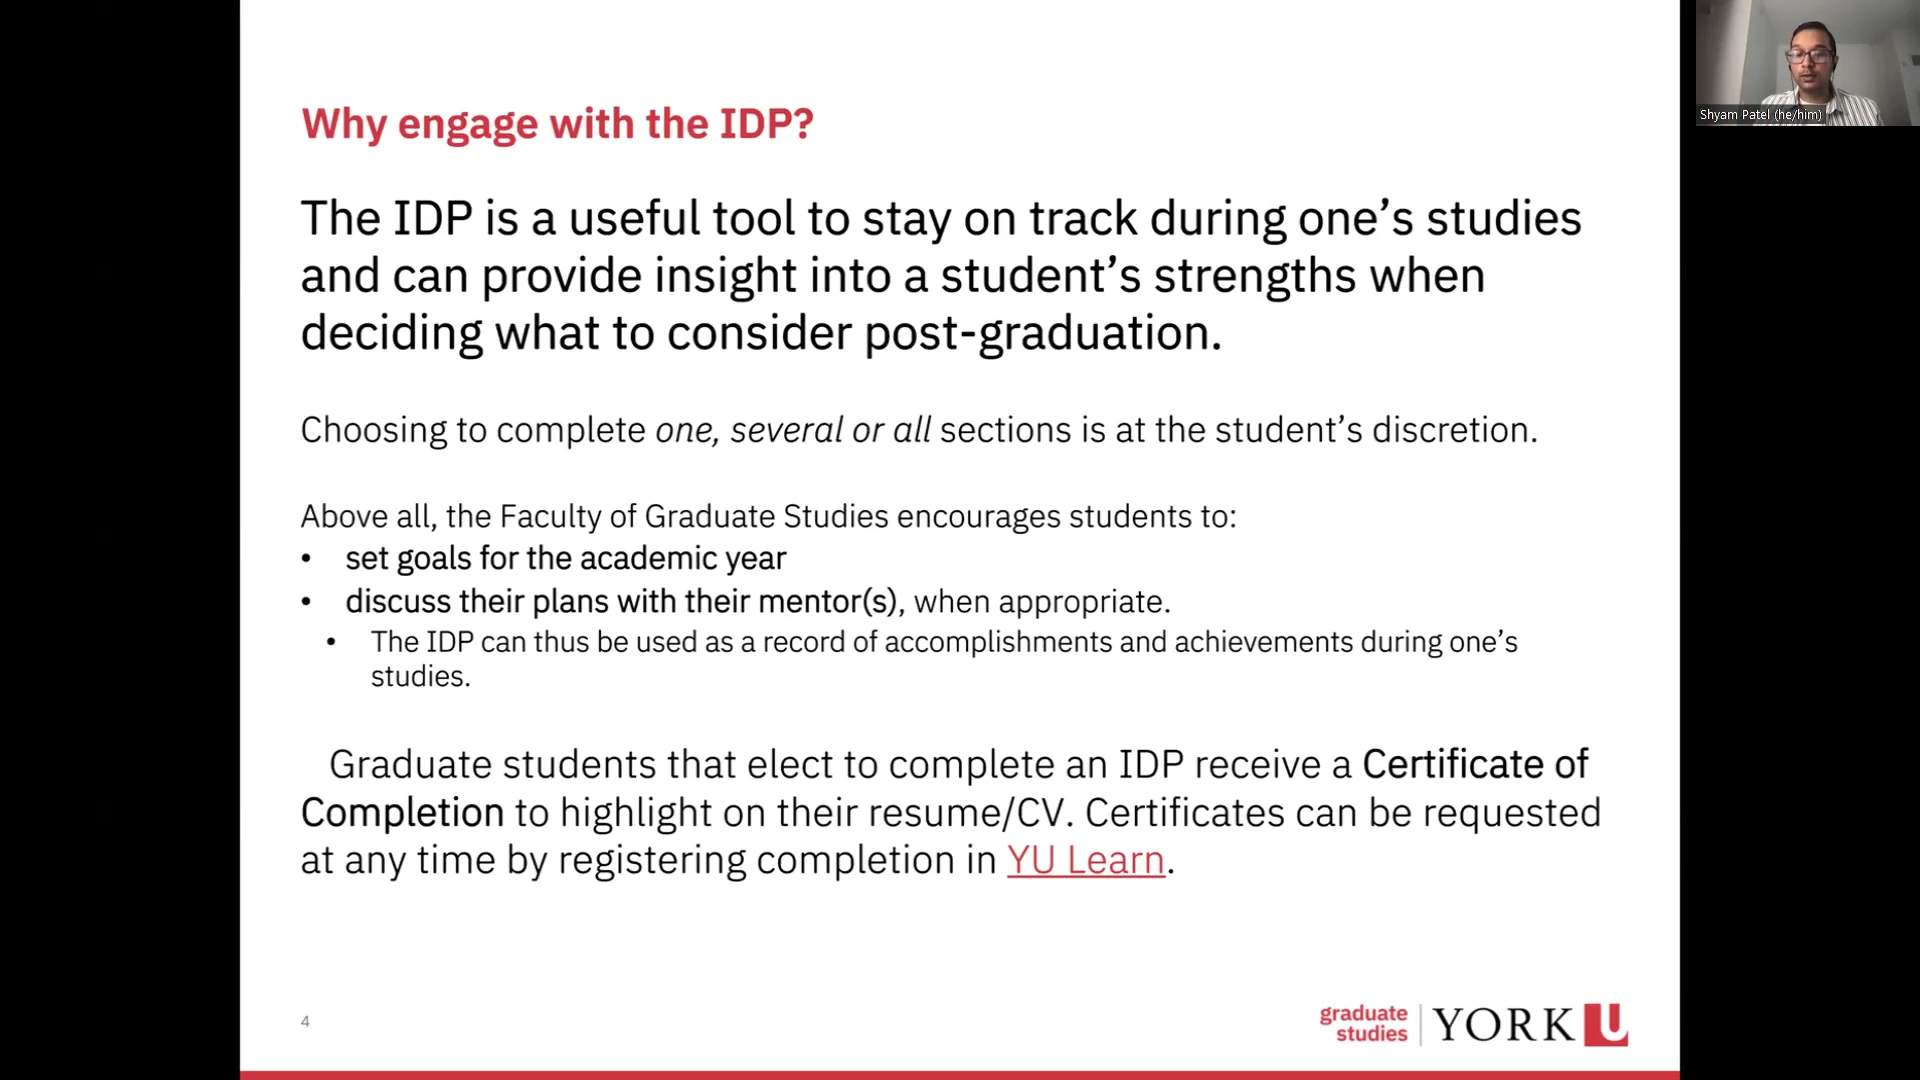 Why engage with the IDP?
The IDP is a useful tool to stay on track during one’s studies
and can provide insight into a student’s strengths when
deciding what to consider post-graduation.
Choosing to complete one, several or all sections is at the student’s discretion.
Above all, the Faculty of Graduate Studies encourages students to:
• set goals for the academic year
• discuss their plans with their mentor(s), when appropriate.
• The IDP can thus be used as a record of accomplishments and achievements during one’s
studies.
Graduate students that elect to complete an IDP receive a Certificate of
Completion to highlight on their resume/CV. Certificates can be requested
at any time by registering completion in YU Learn.
4
graduate
studies
YORK U
Shyam Patel (he/him)